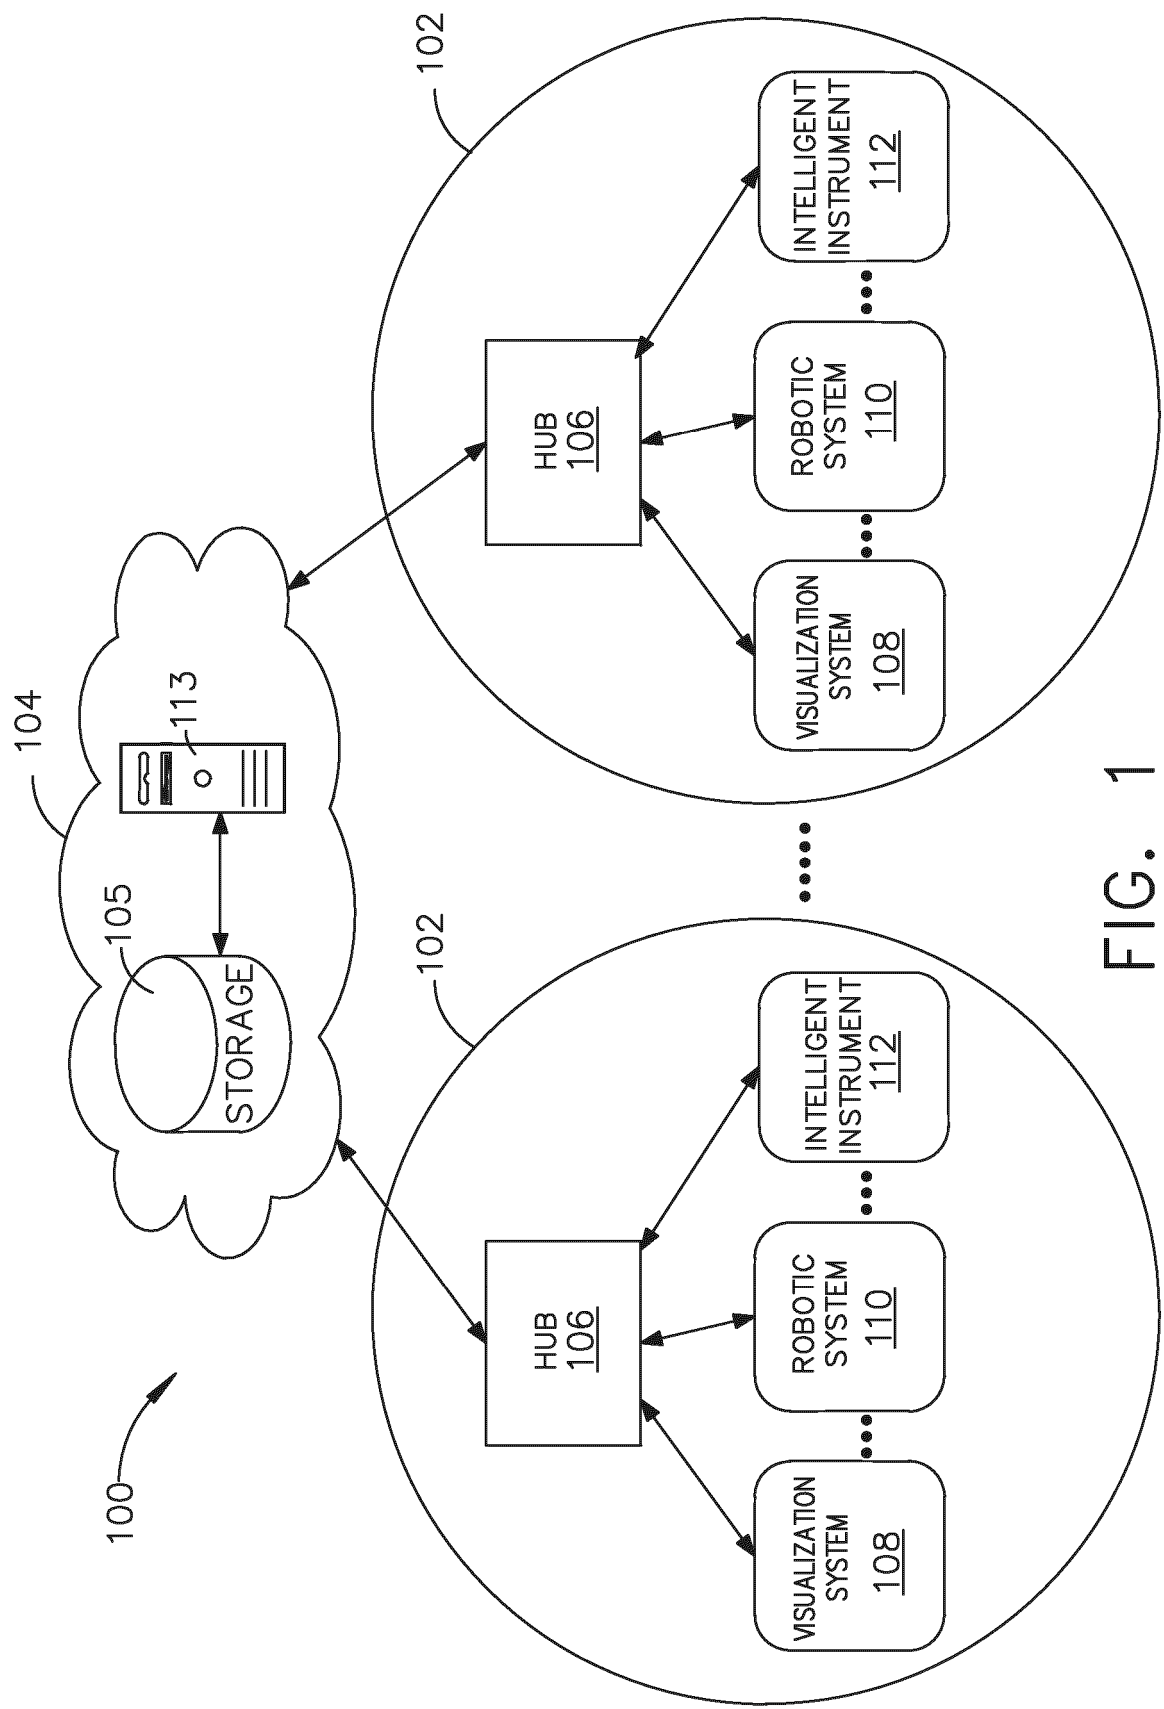 100
104
105
113
STORAGE
102
HUB
106
VISUALIZATION
SYSTEM
108
ROBOTIC
SYSTEM
110
INTELLIGENT
INSTRUMENT
112
102
HUB
106
VISUALIZATION
SYSTEM
108
ROBOTIC
SYSTEM
110
INTELLIGENT
INSTRUMENT
112
FIG. 1